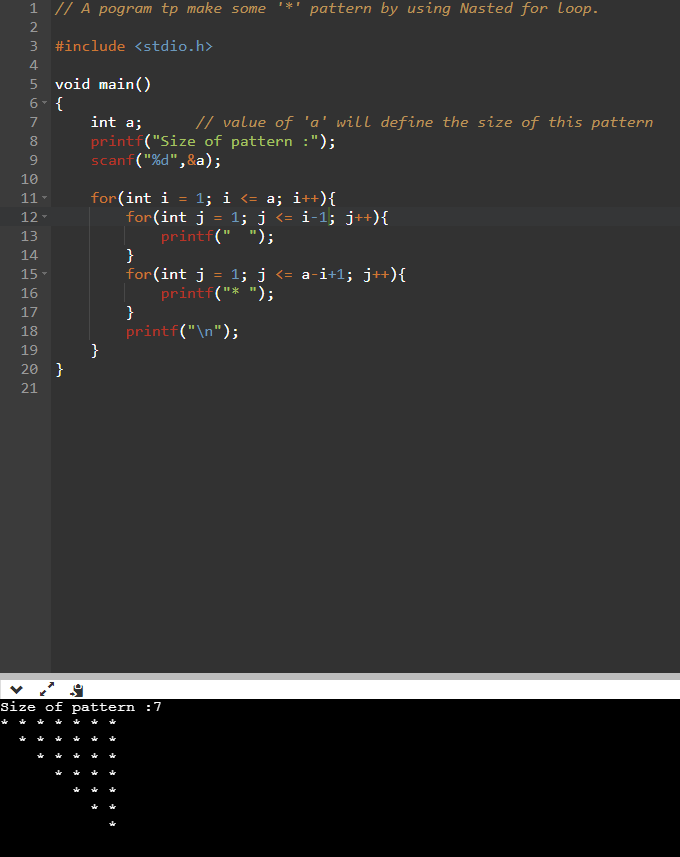 1 // A pogram tp make some '*' pattern by using Nasted for loop.
2
3 #include <stdio.h>
4
5 void main()
6 {
7     int a;      // value of 'a' will define the size of this pattern
8     printf("Size of pattern :");
9     scanf("%d",&a);
10
11     for(int i = 1; i <= a; i++){
12         for(int j = 1; j <= i-1; j++){
13             printf("  ");
14         }
15         for(int j = 1; j <= a-i+1; j++){
16             printf("* ");
17         }
18         printf("\n");
19     }
20 }
21
Size of pattern :7
* * * * * * *
  * * * * * *
    * * * * *
      * * * *
        * * *
          * *
            *